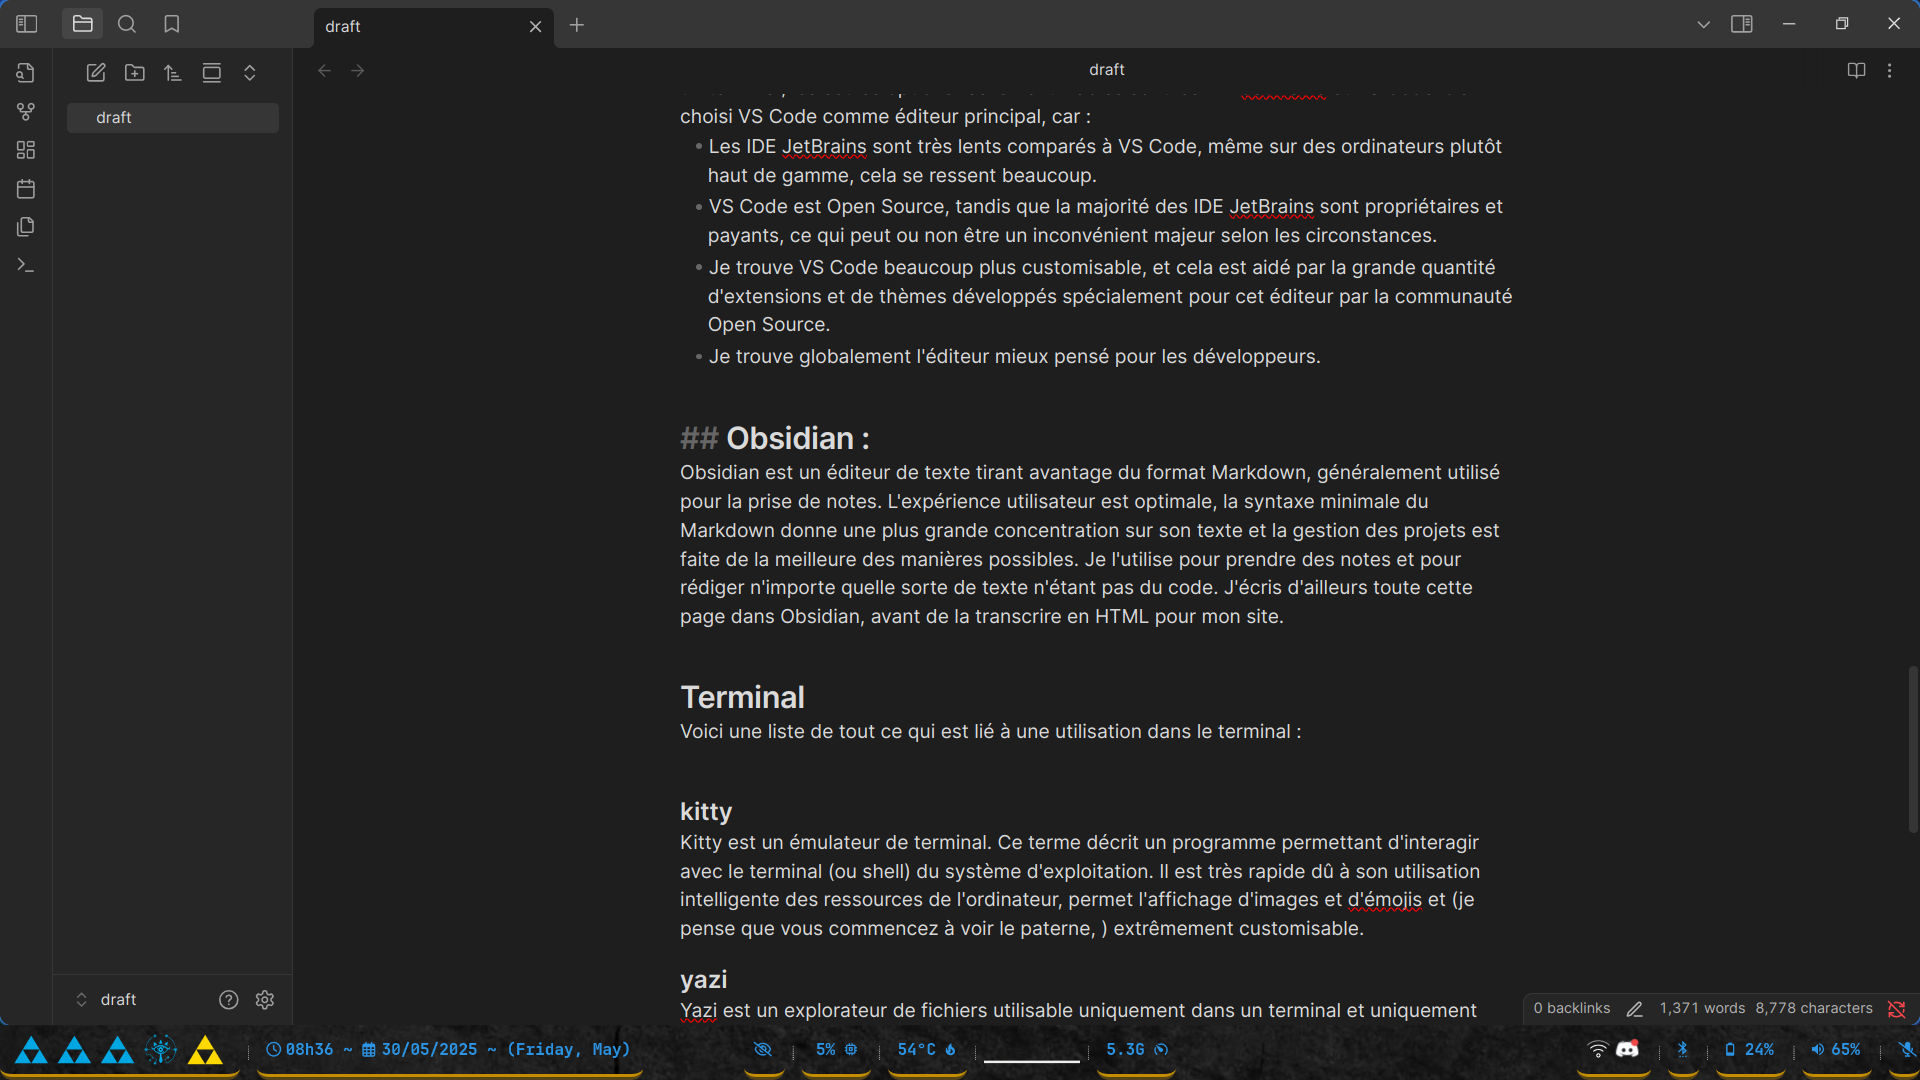 draft
draft
draft
choisi VS Code comme éditeur principal, car :
• Les IDE JetBrains sont très lents comparés à VS Code, même sur des ordinateurs plutôt
haut de gamme, cela se ressent beaucoup.
• VS Code est Open Source, tandis que la majorité des IDE JetBrains sont propriétaires et
payants, ce qui peut ou non être un inconvénient majeur selon les circonstances.
• Je trouve VS Code beaucoup plus customisable, et cela est aidé par la grande quantité
d'extensions et de thèmes développés spécialement pour cet éditeur par la communauté
Open Source.
• Je trouve globalement l'éditeur mieux pensé pour les développeurs.
## Obsidian :
Obsidian est un éditeur de texte tirant avantage du format Markdown, généralement utilisé
pour la prise de notes. L'expérience utilisateur est optimale, la syntaxe minimale du
Markdown donne une plus grande concentration sur son texte et la gestion des projets est
faite de la meilleure des manières possibles. Je l'utilise pour prendre des notes et pour
rédiger n'importe quelle sorte de texte n'étant pas du code. J'écris d'ailleurs toute cette
page dans Obsidian, avant de la transcrire en HTML pour mon site.
Terminal
Voici une liste de tout ce qui est lié à une utilisation dans le terminal :
kitty
Kitty est un émulateur de terminal. Ce terme décrit un programme permettant d'interagir
avec le terminal (ou shell) du système d'exploitation. Il est très rapide dû à son utilisation
intelligente des ressources de l'ordinateur, permet l'affichage d'images et d'émojis et (je
pense que vous commencez à voir le paterne, ) extrêmement customisable.
yazi
Yazi est un explorateur de fichiers utilisable uniquement dans un terminal et uniquement
draft
0 backlinks 1,371 words 8,778 characters
08h36 ~ 30/05/2025 ~ (Friday, May) 5% 54°C 5.3G 24% 65%